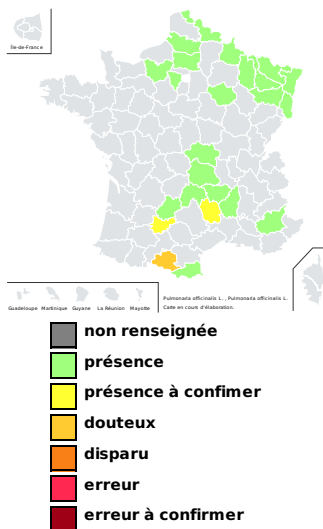 Île-de-France
Guadeloupe Martinique Guyane La Réunion Mayotte
Pulmonaria officinalis L. , Pulmonaria officinalis L.
Carte en cours d'élaboration.
non renseignée
présence
présence à confimer
douteux
disparu
erreur
erreur à confirmer